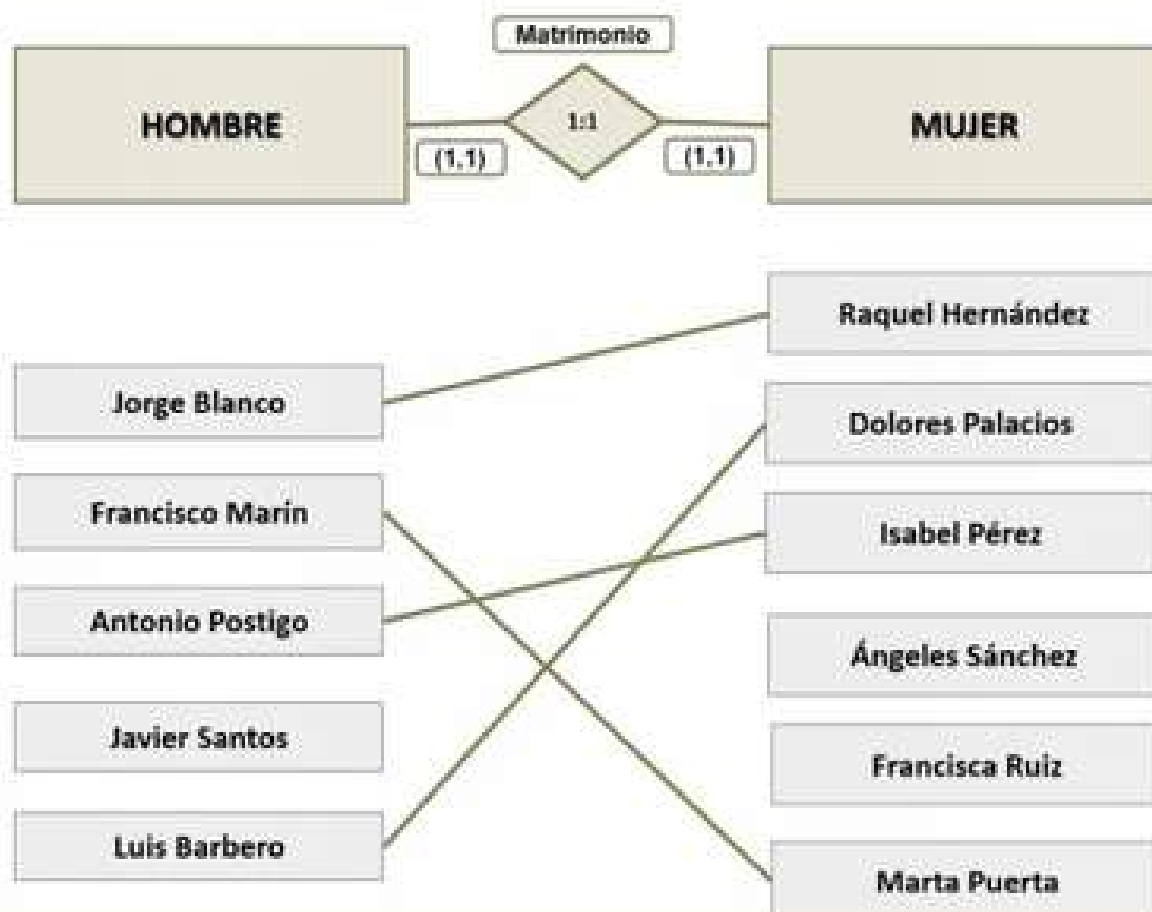 Matrimonio
HOMBRE
1:1
MUJER
(1.1)
(1.1)
Raquel Hernández
Jorge Blanco
Dolores Palacios
Francisco Marín
Isabel Pérez
Antonio Postigo
Ángeles Sánchez
Javier Santos
Francisca Ruiz
Luis Barbero
Marta Puerta